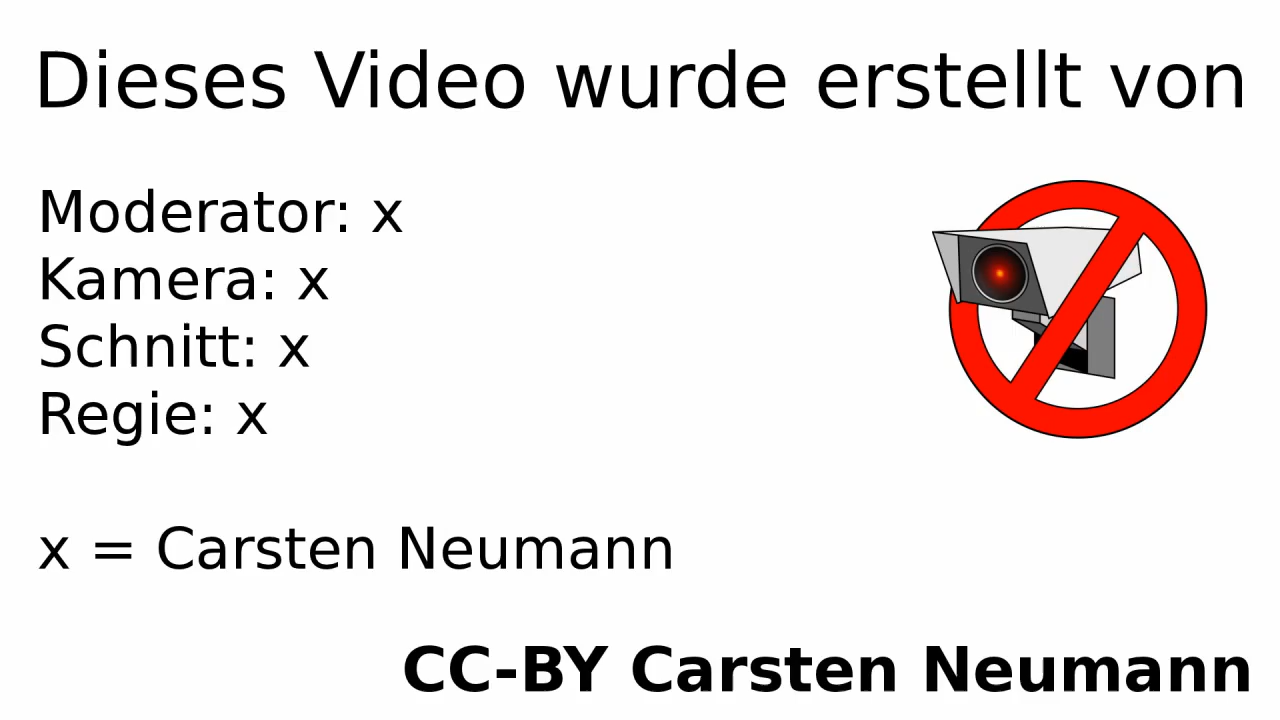 Dieses Video wurde erstellt von
Moderator: x
Kamera: x
Schnitt: x
Regie: x
x = Carsten Neumann
CC-BY Carsten Neumann